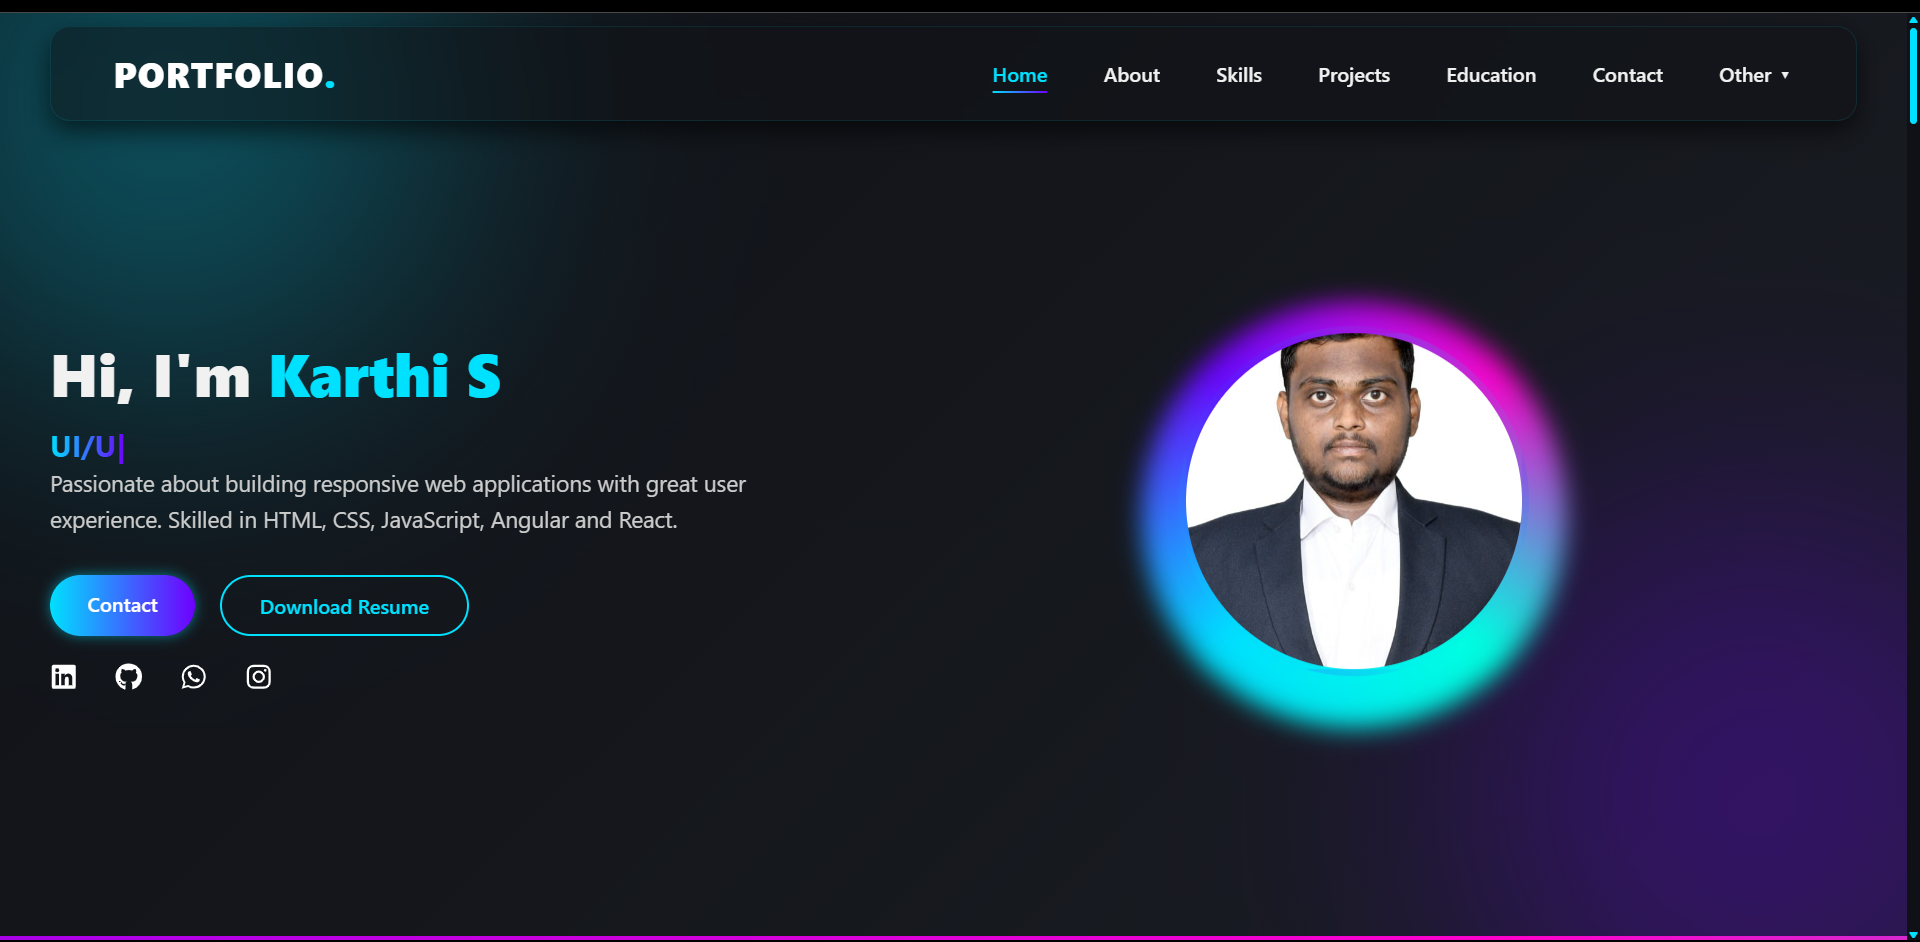 PORTFOLIO.
Home About Skills Projects Education Contact Other ▼
Hi, I'm Karthi S
UI/U|
Passionate about building responsive web applications with great user
experience. Skilled in HTML, CSS, JavaScript, Angular and React.
Contact Download Resume